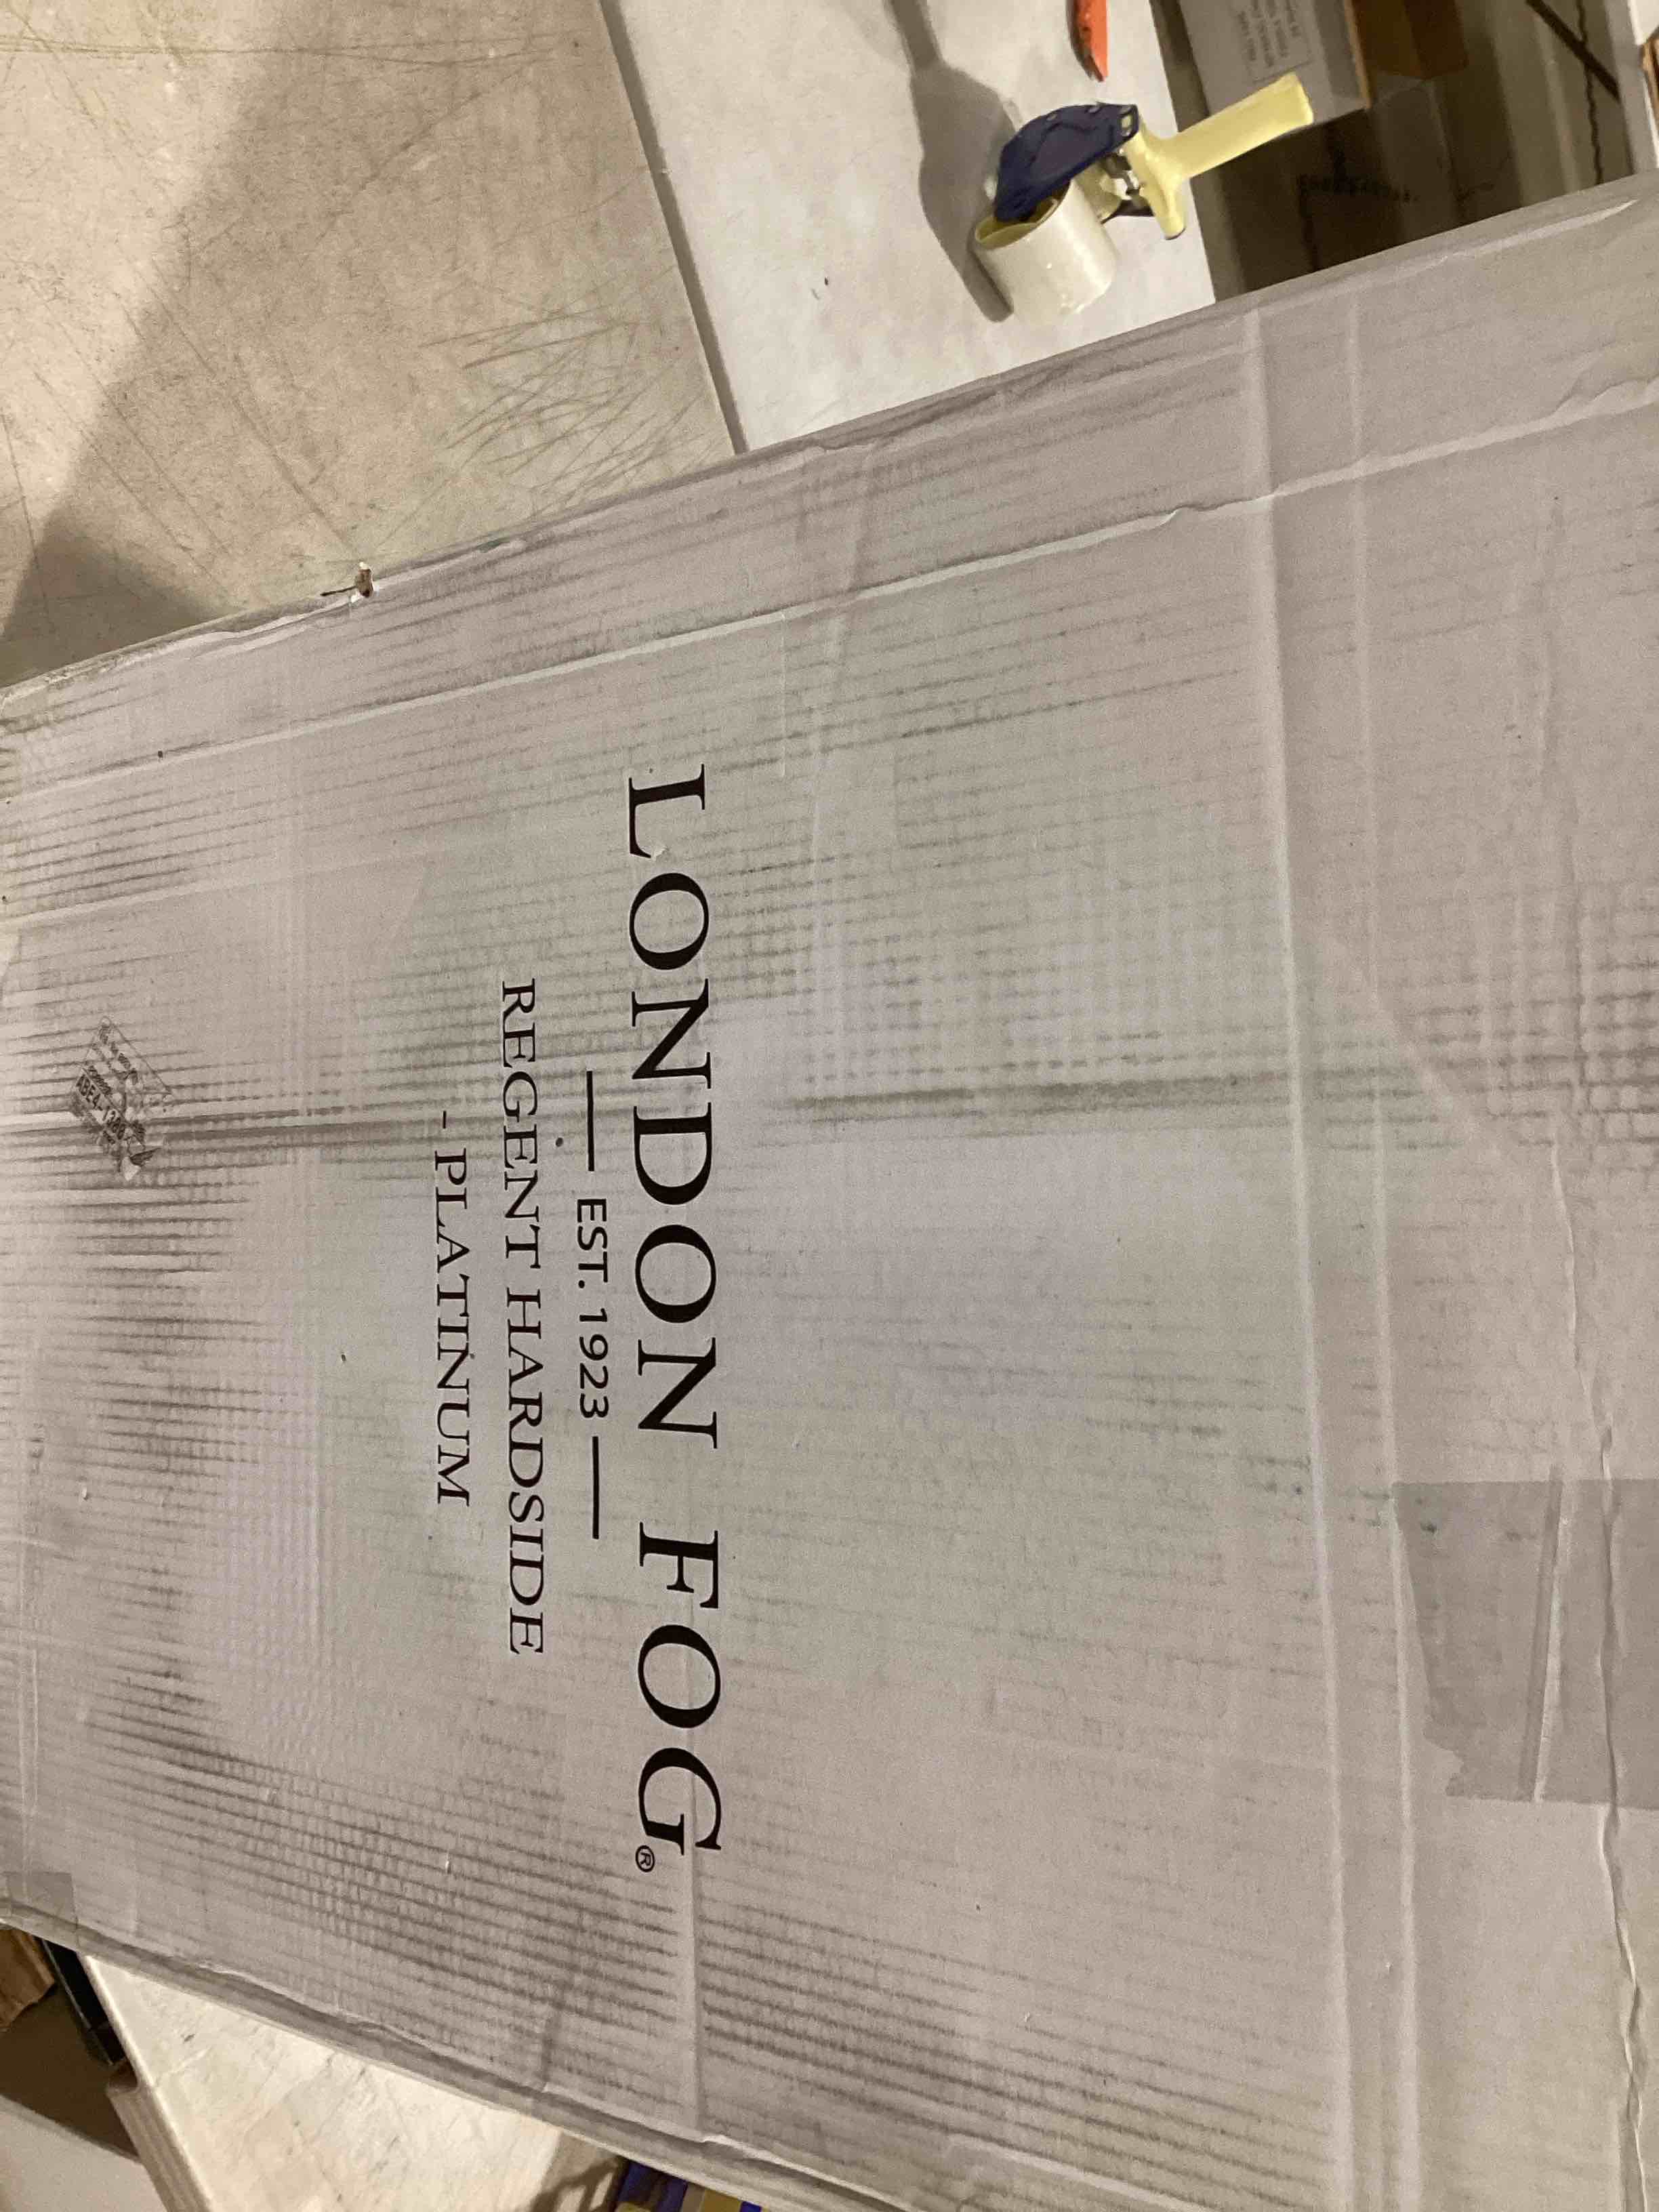 LONDON FOG®
EST. 1923
REGENT HARDSIDE
- PLATINUM